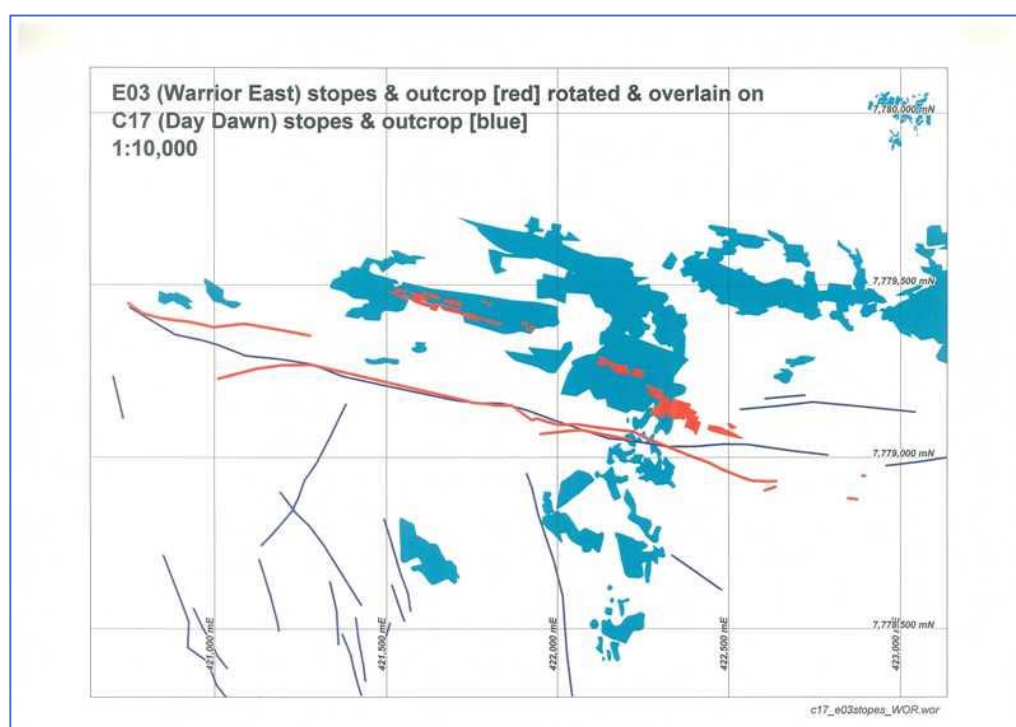 E03 (Warrior East) stopes & outcrop [red] rotated & overlain on
C17 (Day Dawn) stopes & outcrop [blue]
1:10,000
7,780,000 mN
7,779,500 mN
7,779,000 mN
7,778,500 mN
421,000 mE
421,500 mE
422,000 mE
422,500 mE
423,000 mE
c17_e03stopes_WOR.wor